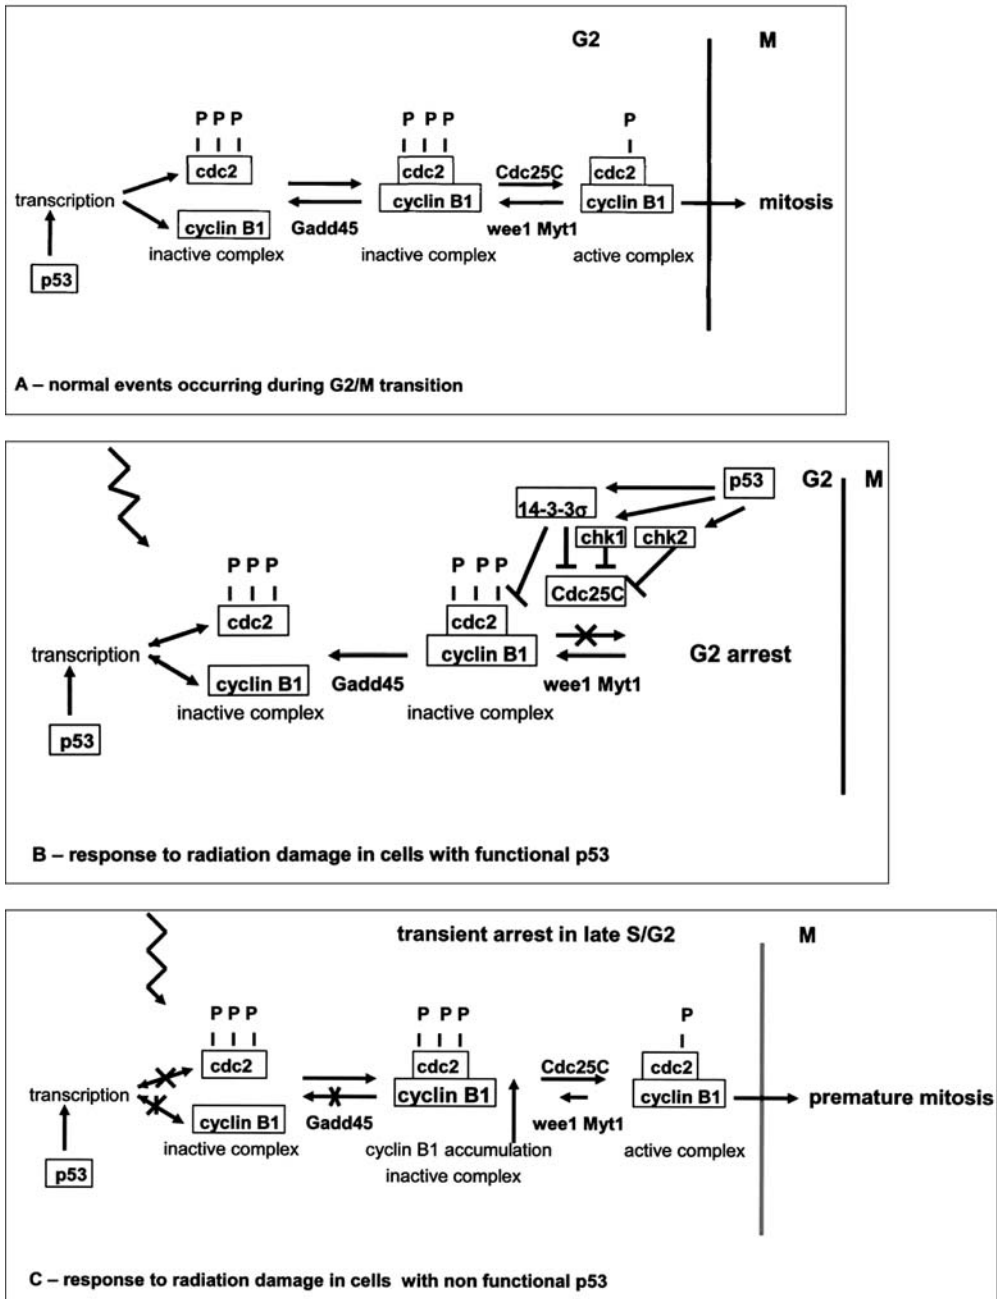 G2 M
P P P P P P P
cdc2 cdc2 Cdc25C cdc2
transcription cyclin B1 cyclin B1 mitosis
cyclin B1 Gadd45 wee1 Myt1
inactive complex inactive complex active complex
p53
A – normal events occurring during G2/M transition
p53 G2 M
14-3-3σ
chk1 chk2
P P P P P P
Cdc25C
cdc2 cdc2
transcription cyclin B1 G2 arrest
cyclin B1 Gadd45 wee1 Myt1
inactive complex inactive complex
p53
B – response to radiation damage in cells with functional p53
transient arrest in late S/G2 M
P P P P P P P
cdc2 cdc2 Cdc25C cdc2
transcription cyclin B1 cyclin B1 premature mitosis
cyclin B1 Gadd45 wee1 Myt1
inactive complex cyclin B1 accumulation active complex
inactive complex
p53
C – response to radiation damage in cells with non functional p53